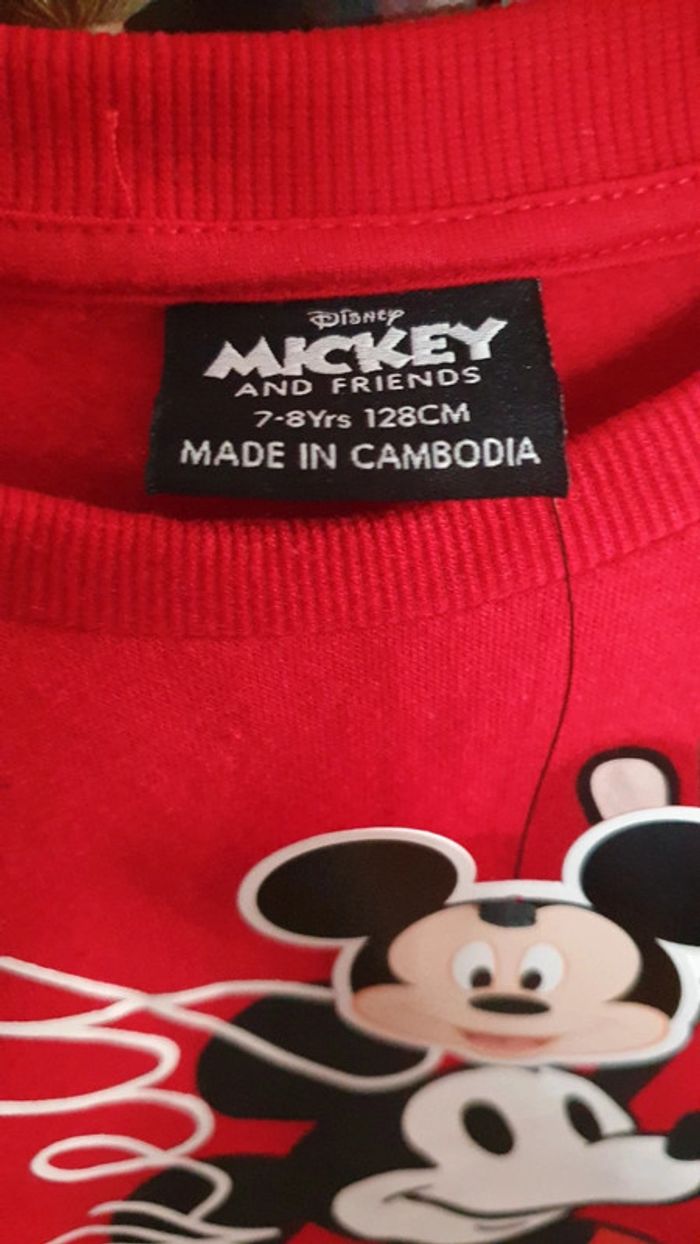 Disney
MICKEY
AND FRIENDS
7-8Yrs 128CM
MADE IN CAMBODIA